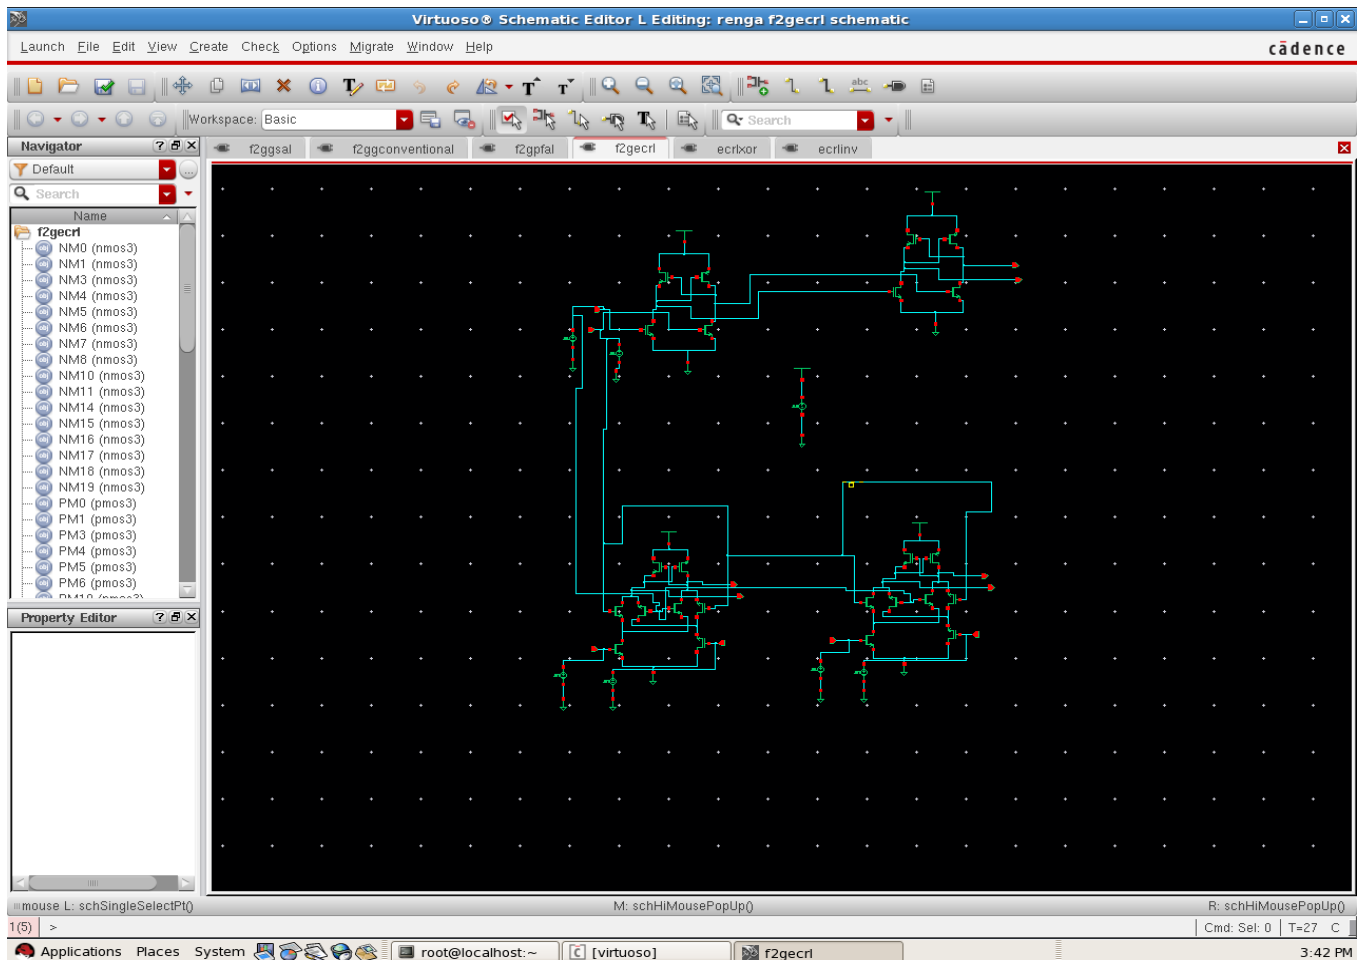 Virtuoso® Schematic Editor L Editing: renga f2gecrl schematic
Launch File Edit View Create Check Options Migrate Window Help
cādence
abc
Workspace: Basic
Search
Navigator
f2ggsal f2ggconventional f2gpfal f2gecrl ecrlxor ecrlinv
Default
Search
Name
f2gecrl
NM0 (nmos3)
NM1 (nmos3)
NM3 (nmos3)
NM4 (nmos3)
NM5 (nmos3)
NM6 (nmos3)
NM7 (nmos3)
NM8 (nmos3)
NM10 (nmos3)
NM11 (nmos3)
NM14 (nmos3)
NM15 (nmos3)
NM16 (nmos3)
NM17 (nmos3)
NM18 (nmos3)
NM19 (nmos3)
PM0 (pmos3)
PM1 (pmos3)
PM3 (pmos3)
PM4 (pmos3)
PM5 (pmos3)
PM6 (pmos3)
Property Editor
mouse L: schSingleSelectPt() M: schHiMousePopUp() R: schHiMousePopUp()
1(5) > Cmd: Sel: 0 T=27 C
Applications Places System root@localhost:~ [virtuoso] f2gecrl 3:42 PM